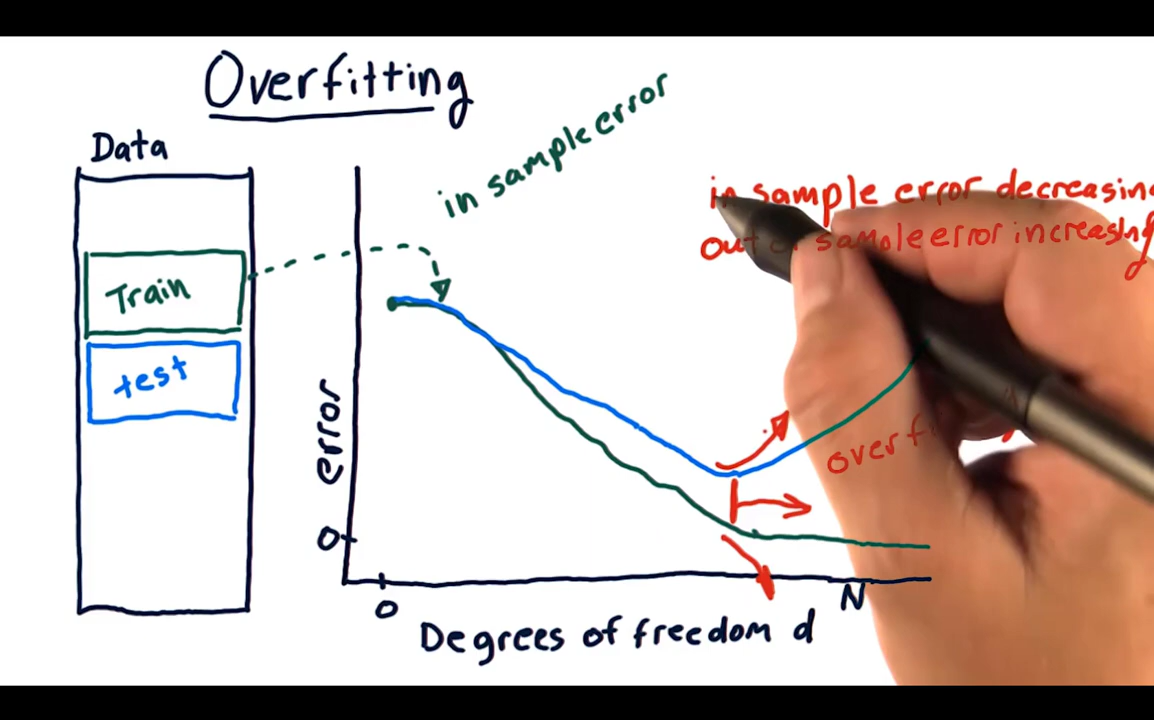 Overfitting
Data
in sample error
in sample error decreasing
out sample error increasing
Train
test
error
over
0
0
N
Degrees of freedom d